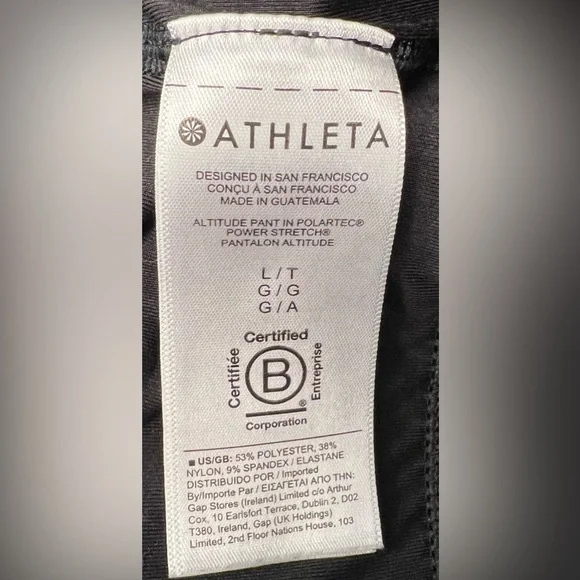 ATHLETA
DESIGNED IN SAN FRANCISCO
CONÇU À SAN FRANCISCO
MADE IN GUATEMALA
ALTITUDE PANT IN POLARTEC®
POWER STRETCH®
PANTALON ALTITUDE
L / T
G / G
G / A
Certified
Certifiée
B
Entreprise
®
Corporation
■ US/GB: 53% POLYESTER, 38%
NYLON, 9% SPANDEX / ELASTANE
DISTRIBUIDO POR / Imported
By/Importe Par / ΕΙΣΑΓΕΤΑΙ ΑΠΟ ΤΗΝ:
Gap Stores (Ireland) Limited c/o Arthur
Cox, 10 Earlsfort Terrace, Dublin 2, D02
T380, Ireland, Gap (UK Holdings)
Limited, 2nd Floor Nations House, 103